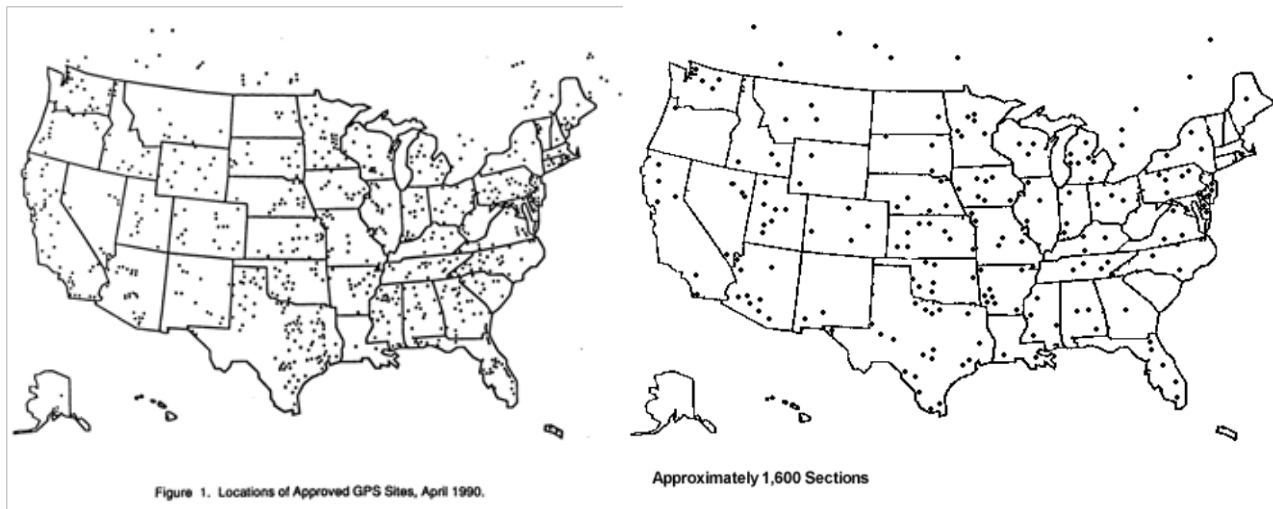 Figure 1. Locations of Approved GPS Sites, April 1990.
Approximately 1,600 Sections